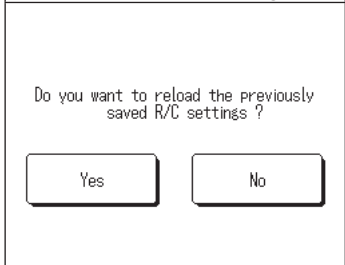 Do you want to reload the previously
saved R/C settings ?
Yes
No